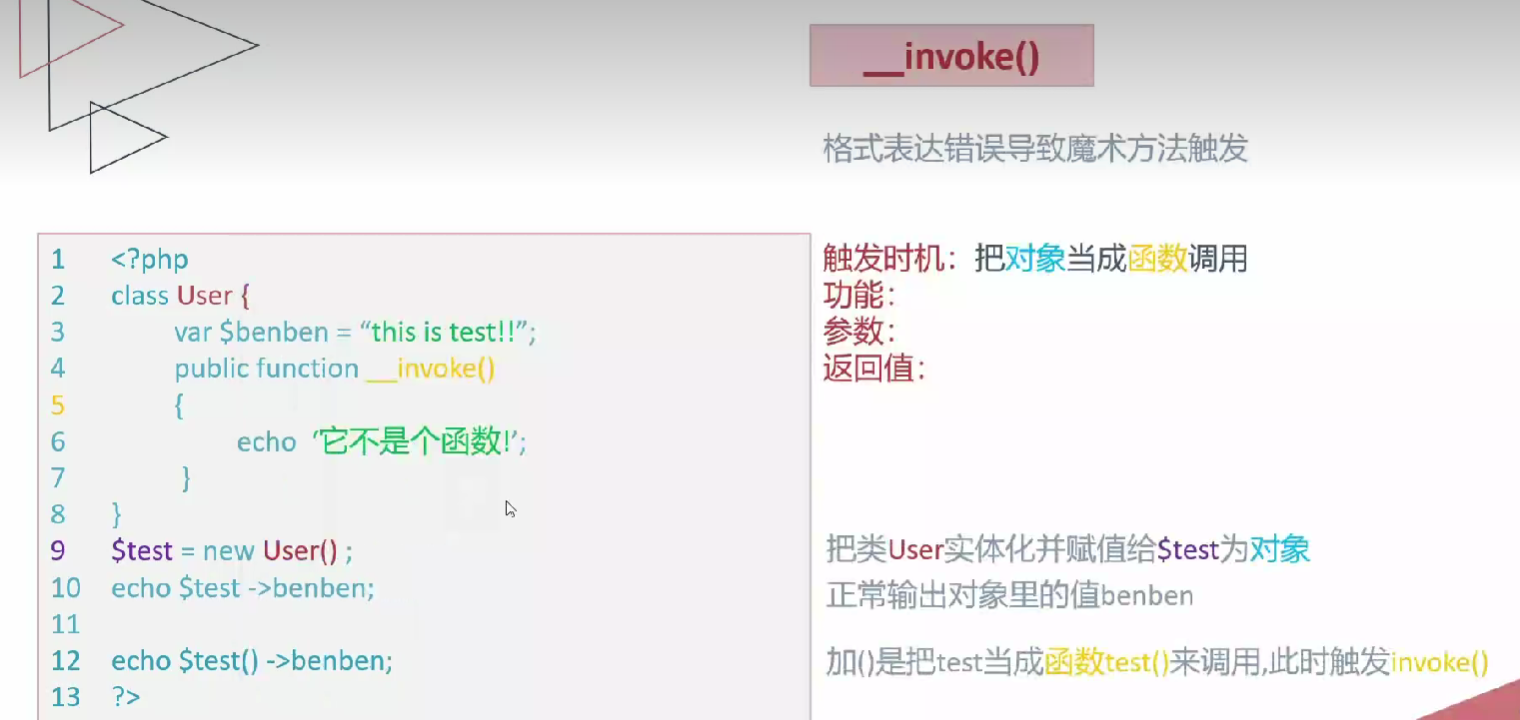 __invoke()
格式表达错误导致魔术方法触发
1 <?php
2 class User {
3 var $benben = “this is test!!”;
4 public function __invoke()
5 {
6 echo ‘它不是个函数!’;
7 }
8 }
9 $test = new User() ;
10 echo $test ->benben;
11
12 echo $test() ->benben;
13 ?>
触发时机：把对象当成函数调用
功能：
参数：
返回值：
把类User实体化并赋值给$test为对象
正常输出对象里的值benben
加()是把test当成函数test()来调用,此时触发invoke()